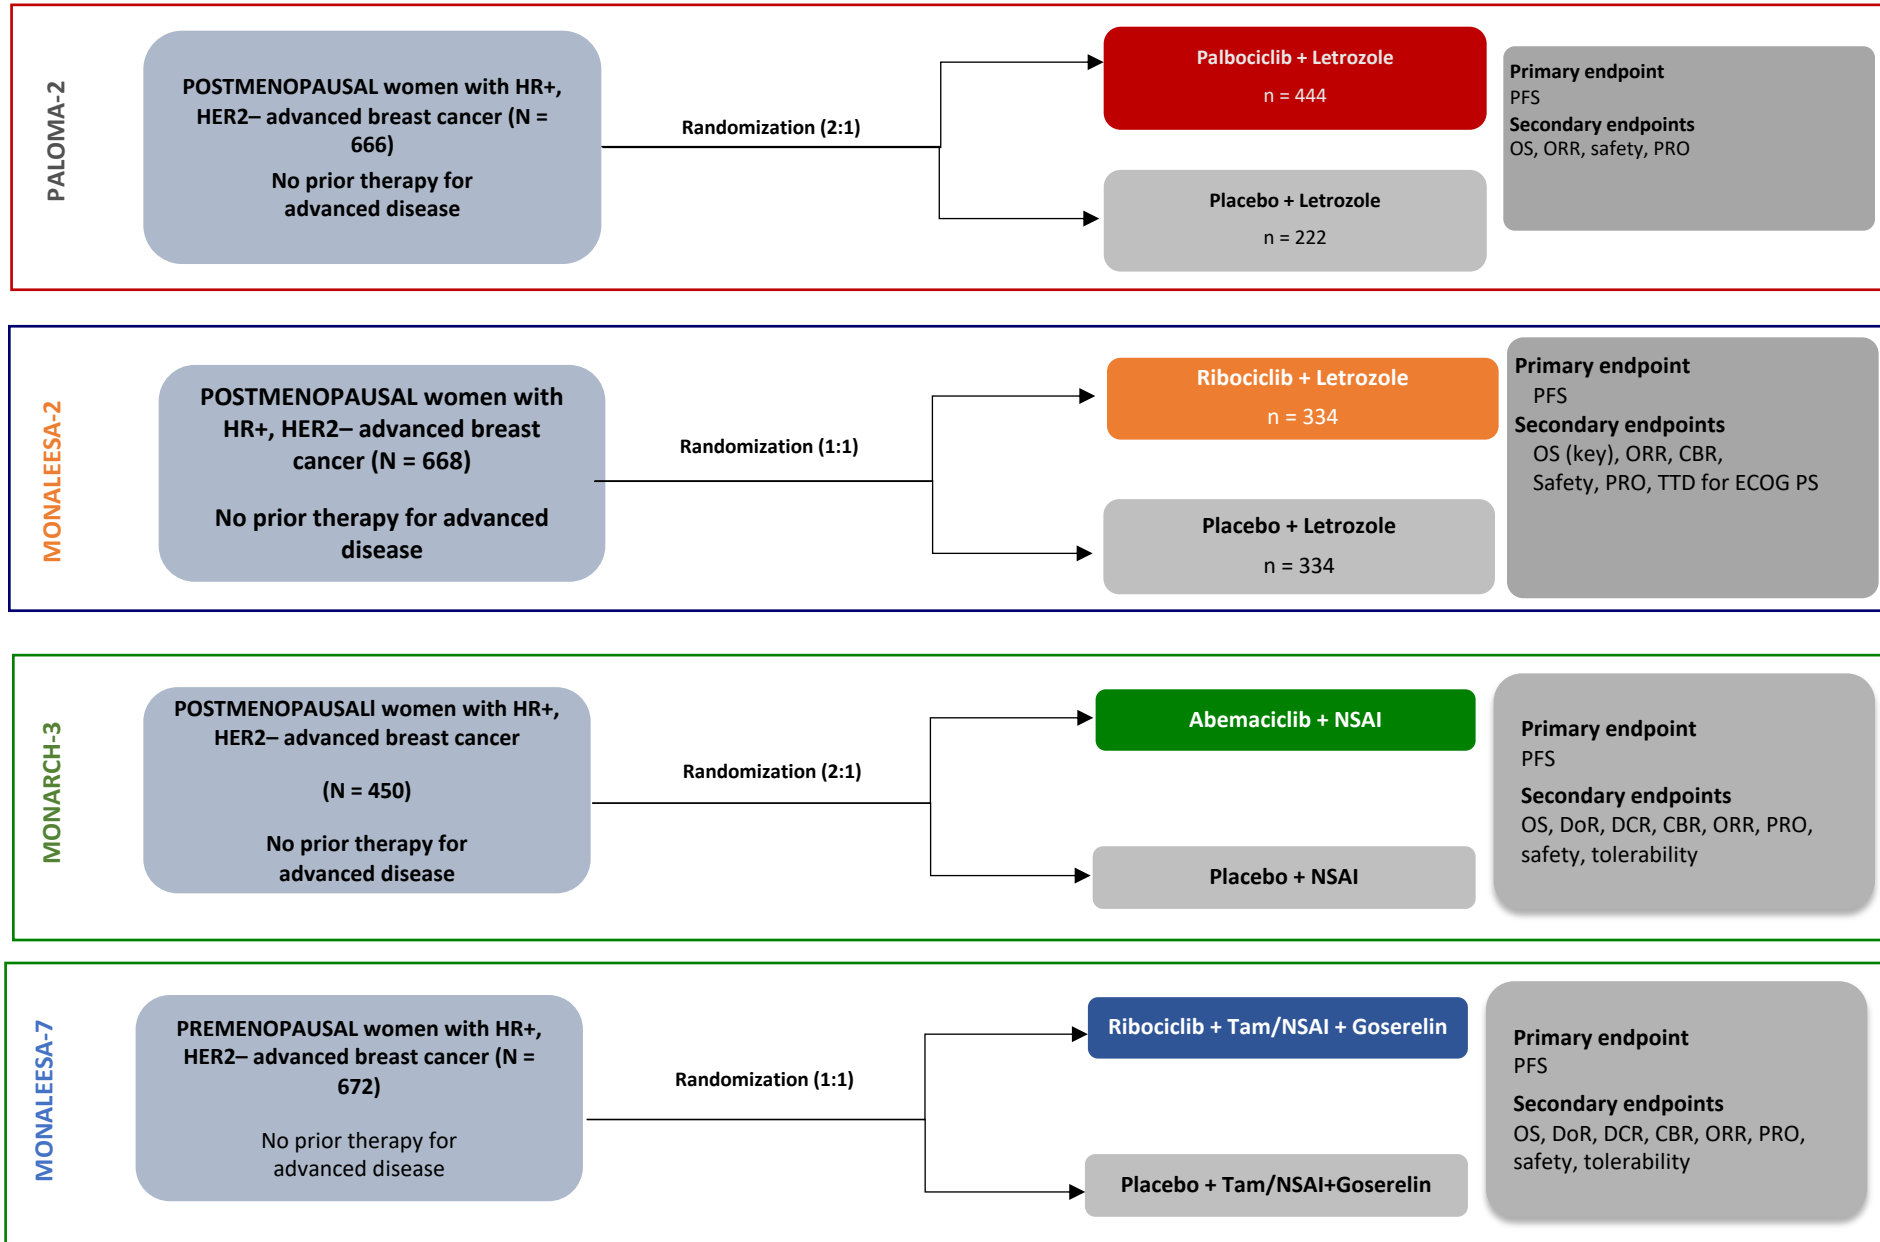 PALOMA-2
POSTMENOPAUSAL women with HR+,
HER2– advanced breast cancer (N =
666)
No prior therapy for
advanced disease
Randomization (2:1)
Palbociclib + Letrozole
n = 444
Placebo + Letrozole
n = 222
Primary endpoint
PFS
Secondary endpoints
OS, ORR, safety, PRO
MONALEESA-2
POSTMENOPAUSAL women with
HR+, HER2– advanced breast
cancer (N = 668)
No prior therapy for advanced
disease
Randomization (1:1)
Ribociclib + Letrozole
n = 334
Placebo + Letrozole
n = 334
Primary endpoint
PFS
Secondary endpoints
OS (key), ORR, CBR,
Safety, PRO, TTD for ECOG PS
MONARCH-3
POSTMENOPAUSALl women with HR+,
HER2– advanced breast cancer
(N = 450)
No prior therapy for
advanced disease
Randomization (2:1)
Abemaciclib + NSAI
Placebo + NSAI
Primary endpoint
PFS
Secondary endpoints
OS, DoR, DCR, CBR, ORR, PRO,
safety, tolerability
MONALEESA-7
PREMENOPAUSAL women with HR+,
HER2– advanced breast cancer (N =
672)
No prior therapy for
advanced disease
Randomization (1:1)
Ribociclib + Tam/NSAI + Goserelin
Placebo + Tam/NSAI+Goserelin
Primary endpoint
PFS
Secondary endpoints
OS, DoR, DCR, CBR, ORR, PRO,
safety, tolerability